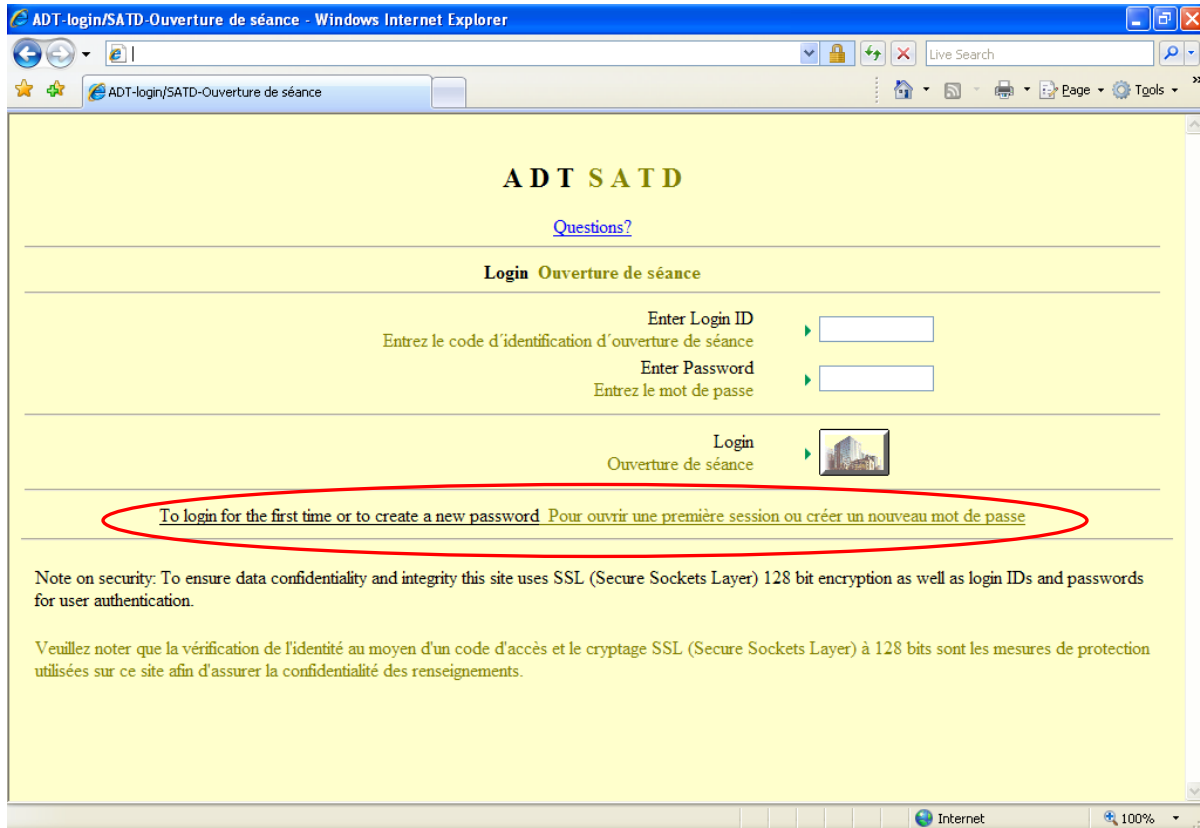 ADT-login/SATD-Ouverture de séance - Windows Internet Explorer
Live Search
ADT-login/SATD-Ouverture de séance
Page
Tools
A D T S A T D
Questions?
Login Ouverture de séance
Enter Login ID
Entrez le code d´identification d´ouverture de séance
Enter Password
Entrez le mot de passe
Login
Ouverture de séance
To login for the first time or to create a new password Pour ouvrir une première session ou créer un nouveau mot de passe
Note on security: To ensure data confidentiality and integrity this site uses SSL (Secure Sockets Layer) 128 bit encryption as well as login IDs and passwords
for user authentication.
Veuillez noter que la vérification de l'identité au moyen d'un code d'accès et le cryptage SSL (Secure Sockets Layer) à 128 bits sont les mesures de protection
utilisées sur ce site afin d'assurer la confidentialité des renseignements.
Internet
100%